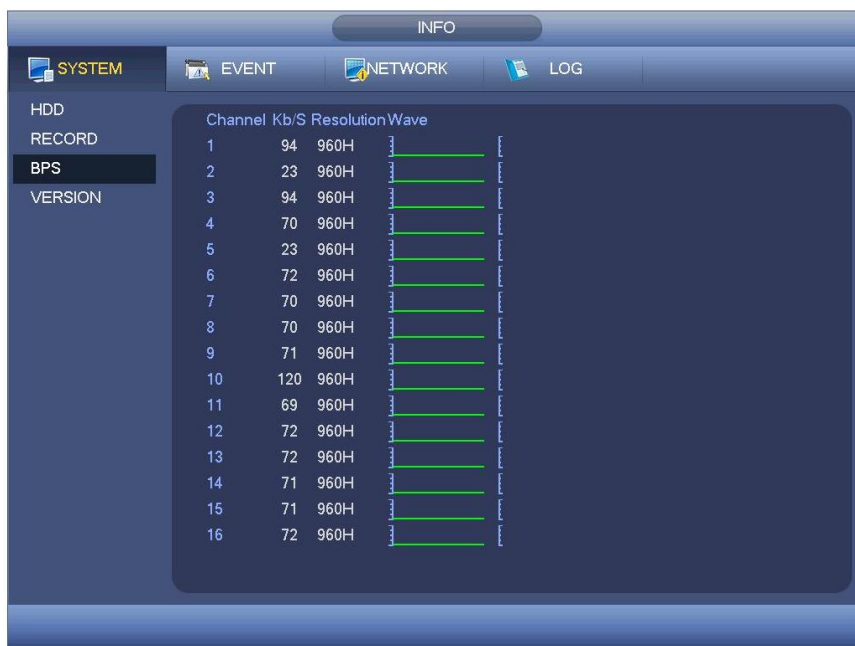 INFO
SYSTEM EVENT NETWORK LOG
HDD
RECORD
BPS
VERSION
Channel Kb/S Resolution Wave
1 94 960H
2 23 960H
3 94 960H
4 70 960H
5 23 960H
6 72 960H
7 70 960H
8 70 960H
9 71 960H
10 120 960H
11 69 960H
12 72 960H
13 72 960H
14 71 960H
15 71 960H
16 72 960H